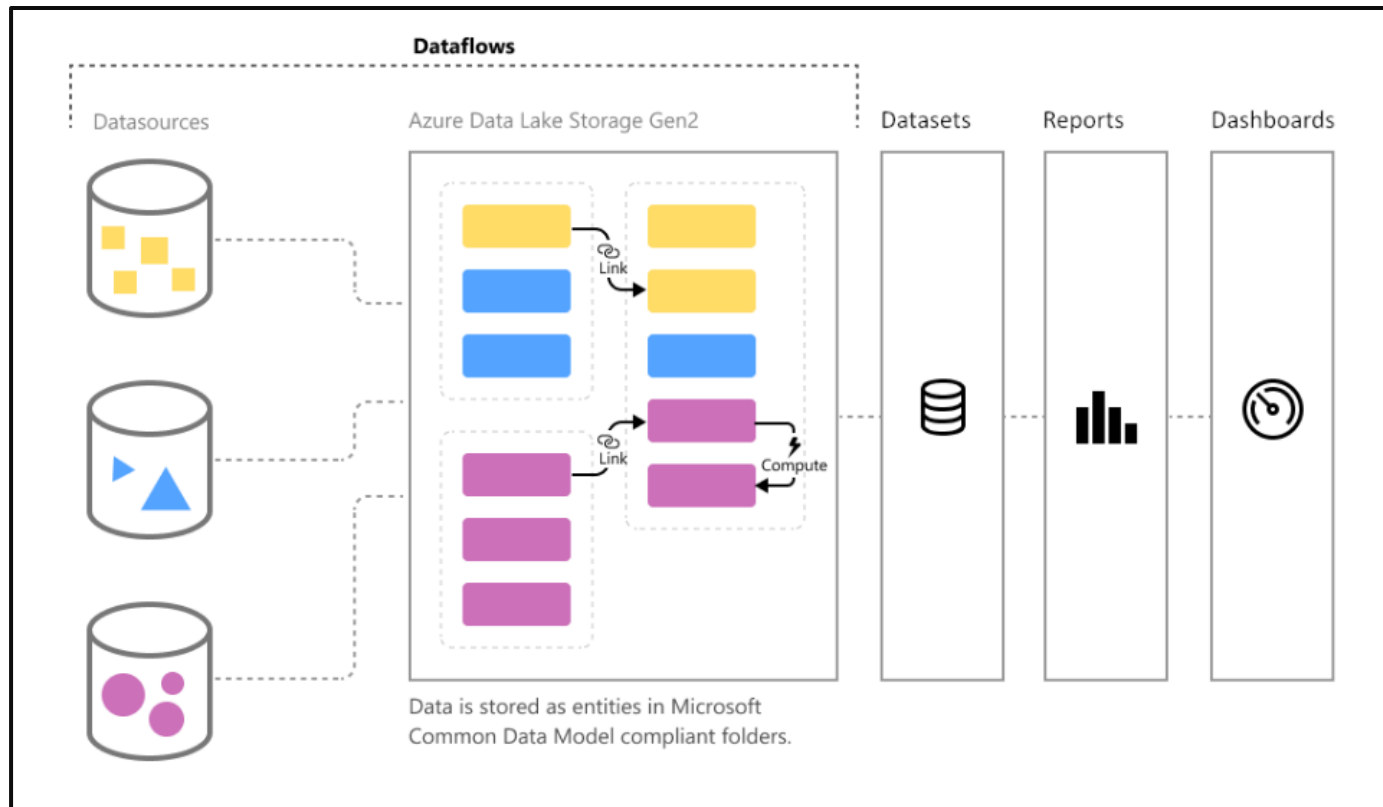 Dataflows
Datasources
Azure Data Lake Storage Gen2
Datasets
Reports
Dashboards
Link
Link
Compute
Data is stored as entities in Microsoft
Common Data Model compliant folders.